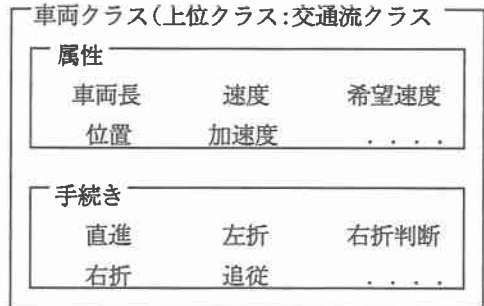 車両クラス(上位クラス:交通流クラス
属性
車両長 速度 希望速度
位置 加速度 . . . .
手続き
直進 左折 右折判断
右折 追従 . . . .